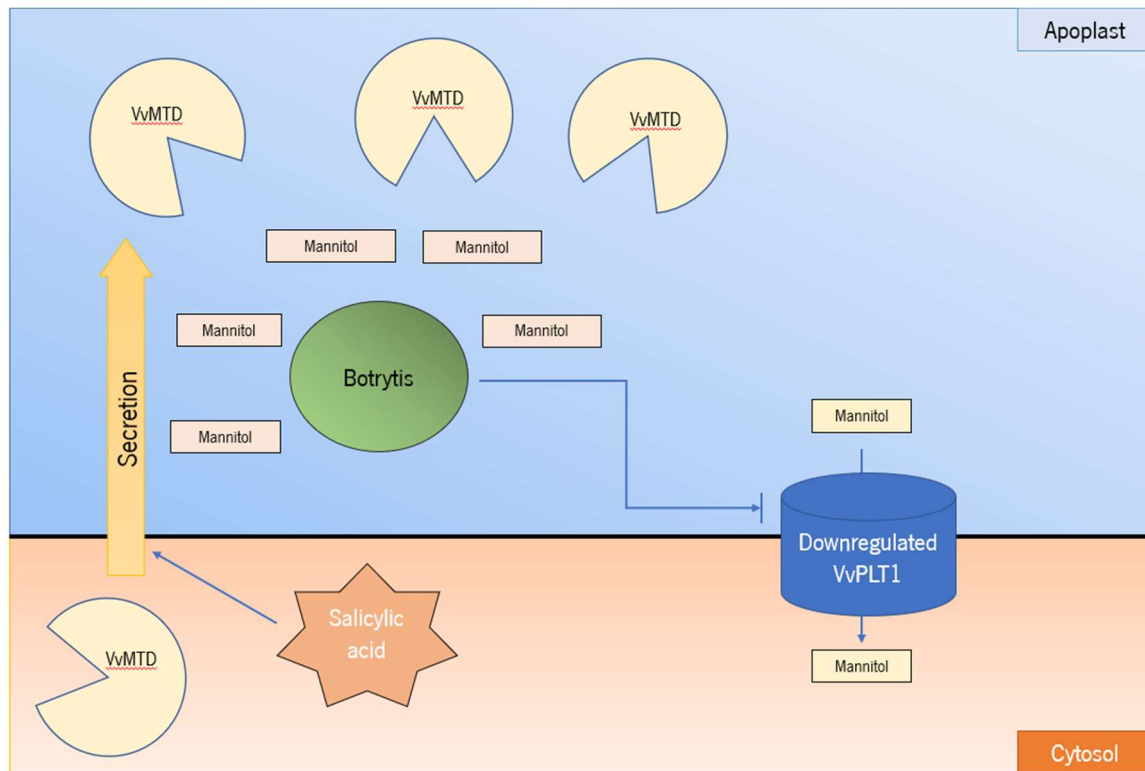 Apoplast
VvMTD
VvMTD
VvMTD
Mannitol
Mannitol
Mannitol
Mannitol
Botrytis
Mannitol
Mannitol
Secretion
Downregulated
VvPLT1
Salicylic
acid
VvMTD
Mannitol
Cytosol